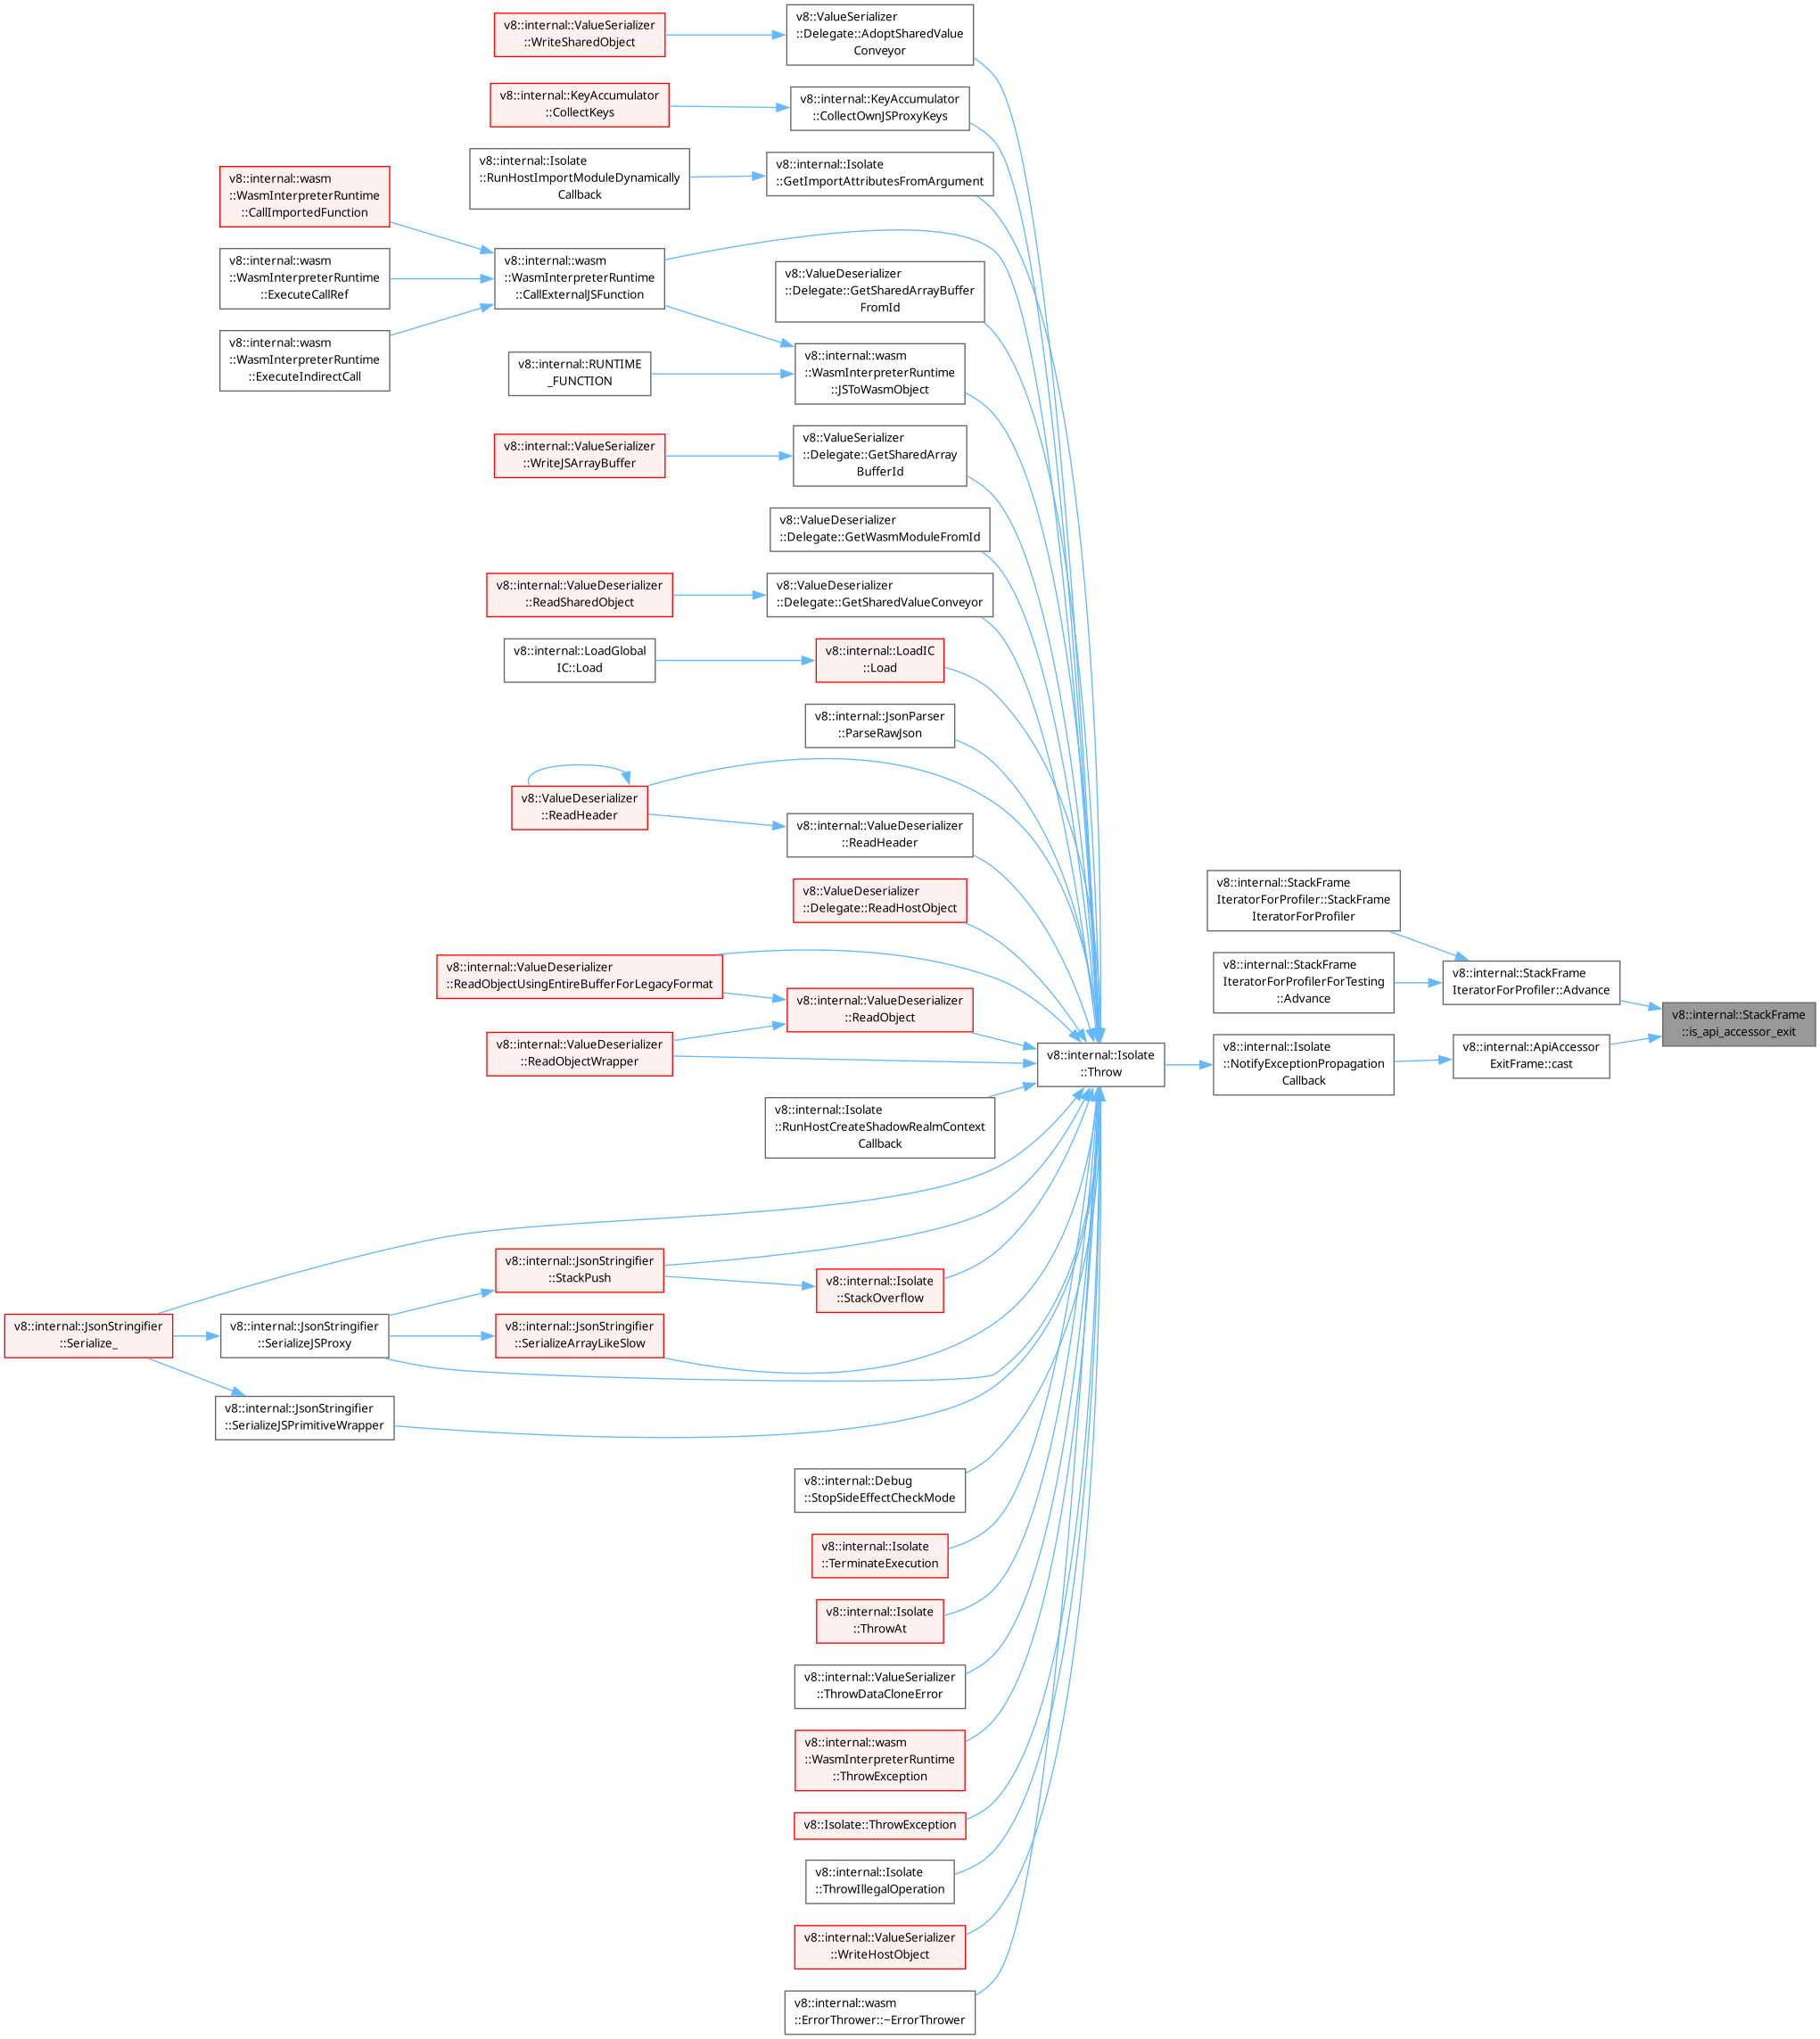 v8::internal::ValueSerializer
::WriteSharedObject
v8::ValueSerializer
::Delegate::AdoptSharedValue
Conveyor
v8::internal::KeyAccumulator
::CollectKeys
v8::internal::KeyAccumulator
::CollectOwnJSProxyKeys
v8::internal::Isolate
::RunHostImportModuleDynamically
Callback
v8::internal::Isolate
::GetImportAttributesFromArgument
v8::internal::wasm
::WasmInterpreterRuntime
::CallImportedFunction
v8::internal::wasm
::WasmInterpreterRuntime
::ExecuteCallRef
v8::internal::wasm
::WasmInterpreterRuntime
::ExecuteIndirectCall
v8::internal::wasm
::WasmInterpreterRuntime
::CallExternalJSFunction
v8::ValueDeserializer
::Delegate::GetSharedArrayBuffer
FromId
v8::internal::RUNTIME
_FUNCTION
v8::internal::wasm
::WasmInterpreterRuntime
::JSToWasmObject
v8::internal::ValueSerializer
::WriteJSArrayBuffer
v8::ValueSerializer
::Delegate::GetSharedArray
BufferId
v8::ValueDeserializer
::Delegate::GetWasmModuleFromId
v8::internal::ValueDeserializer
::ReadSharedObject
v8::ValueDeserializer
::Delegate::GetSharedValueConveyor
v8::internal::LoadGlobal
IC::Load
v8::internal::LoadIC
::Load
v8::internal::JsonParser
::ParseRawJson
v8::ValueDeserializer
::ReadHeader
v8::internal::ValueDeserializer
::ReadHeader
v8::ValueDeserializer
::Delegate::ReadHostObject
v8::internal::ValueDeserializer
::ReadObjectUsingEntireBufferForLegacyFormat
v8::internal::ValueDeserializer
::ReadObject
v8::internal::ValueDeserializer
::ReadObjectWrapper
v8::internal::Isolate
::RunHostCreateShadowRealmContext
Callback
v8::internal::Isolate
::Throw
v8::internal::StackFrame
IteratorForProfiler::StackFrame
IteratorForProfiler
v8::internal::StackFrame
IteratorForProfilerForTesting
::Advance
v8::internal::Isolate
::NotifyExceptionPropagation
Callback
v8::internal::StackFrame
IteratorForProfiler::Advance
v8::internal::ApiAccessor
ExitFrame::cast
v8::internal::StackFrame
::is_api_accessor_exit
v8::internal::JsonStringifier
::StackPush
v8::internal::Isolate
::StackOverflow
v8::internal::JsonStringifier
::Serialize_
v8::internal::JsonStringifier
::SerializeJSProxy
v8::internal::JsonStringifier
::SerializeArrayLikeSlow
v8::internal::JsonStringifier
::SerializeJSPrimitiveWrapper
v8::internal::Debug
::StopSideEffectCheckMode
v8::internal::Isolate
::TerminateExecution
v8::internal::Isolate
::ThrowAt
v8::internal::ValueSerializer
::ThrowDataCloneError
v8::internal::wasm
::WasmInterpreterRuntime
::ThrowException
v8::Isolate::ThrowException
v8::internal::Isolate
::ThrowIllegalOperation
v8::internal::ValueSerializer
::WriteHostObject
v8::internal::wasm
::ErrorThrower::~ErrorThrower